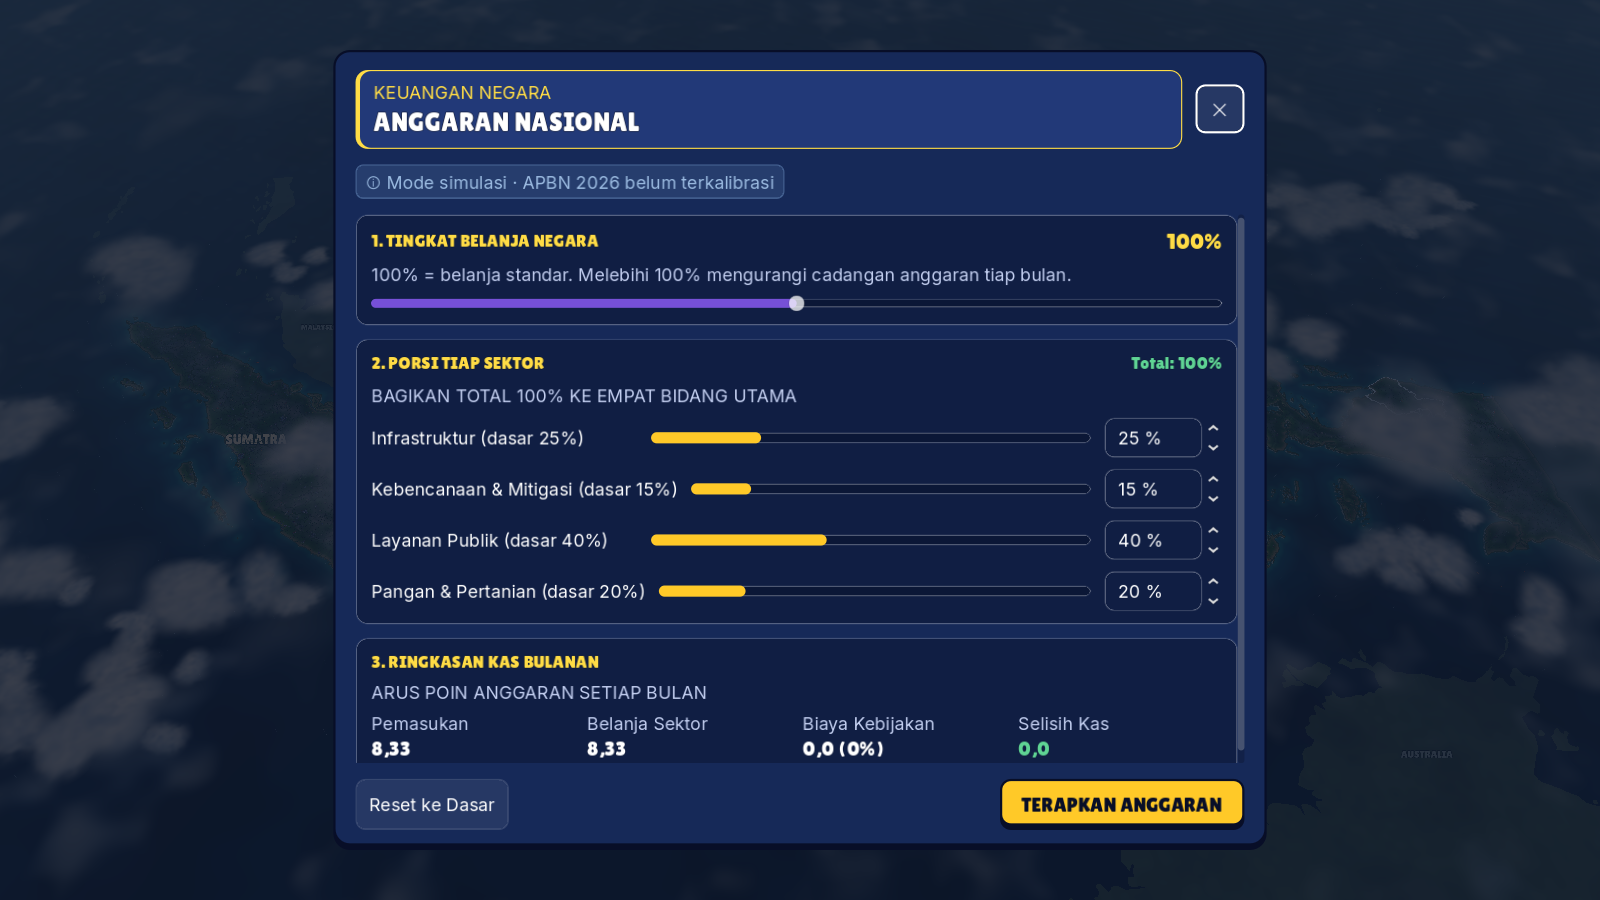 KEUANGAN NEGARA
ANGGARAN NASIONAL
Mode simulasi · APBN 2026 belum terkalibrasi
1. TINGKAT BELANJA NEGARA
100%
100% = belanja standar. Melebihi 100% mengurangi cadangan anggaran tiap bulan.
2. PORSI TIAP SEKTOR
Total: 100%
BAGIKAN TOTAL 100% KE EMPAT BIDANG UTAMA
Infrastruktur (dasar 25%)
25 %
Kebencanaan & Mitigasi (dasar 15%)
15 %
Layanan Publik (dasar 40%)
40 %
Pangan & Pertanian (dasar 20%)
20 %
3. RINGKASAN KAS BULANAN
ARUS POIN ANGGARAN SETIAP BULAN
Pemasukan Belanja Sektor Biaya Kebijakan Selisih Kas
8,33 8,33 0,0 (0%) 0,0
Reset ke Dasar
TERAPKAN ANGGARAN
SUMATRA
AUSTRALIA